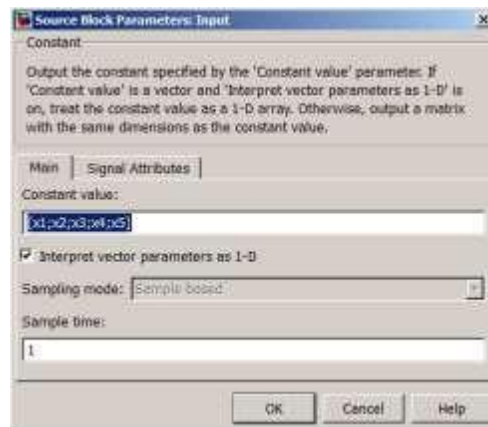 Source Block Parameters: Input
Constant
Output the constant specified by the 'Constant value' parameter. If
'Constant value' is a vector and 'Interpret vector parameters as 1-D' is
on, treat the constant value as a 1-D array. Otherwise, output a matrix
with the same dimensions as the constant value.
Main Signal Attributes
Constant value:
[x1;x2;x3;x4;x5]
Interpret vector parameters as 1-D
Sampling mode: Sample based
Sample time:
1
OK Cancel Help